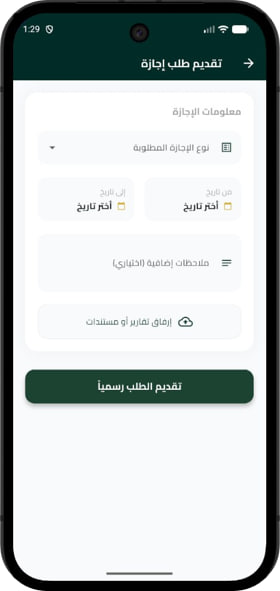 1:29
تقديم طلب إجازة
معلومات الإجازة
نوع الإجازة المطلوبة
من تاريخ
أختر تاريخ
إلى تاريخ
أختر تاريخ
ملاحظات إضافية (اختياري)
إرفاق تقارير أو مستندات
تقديم الطلب رسمياً